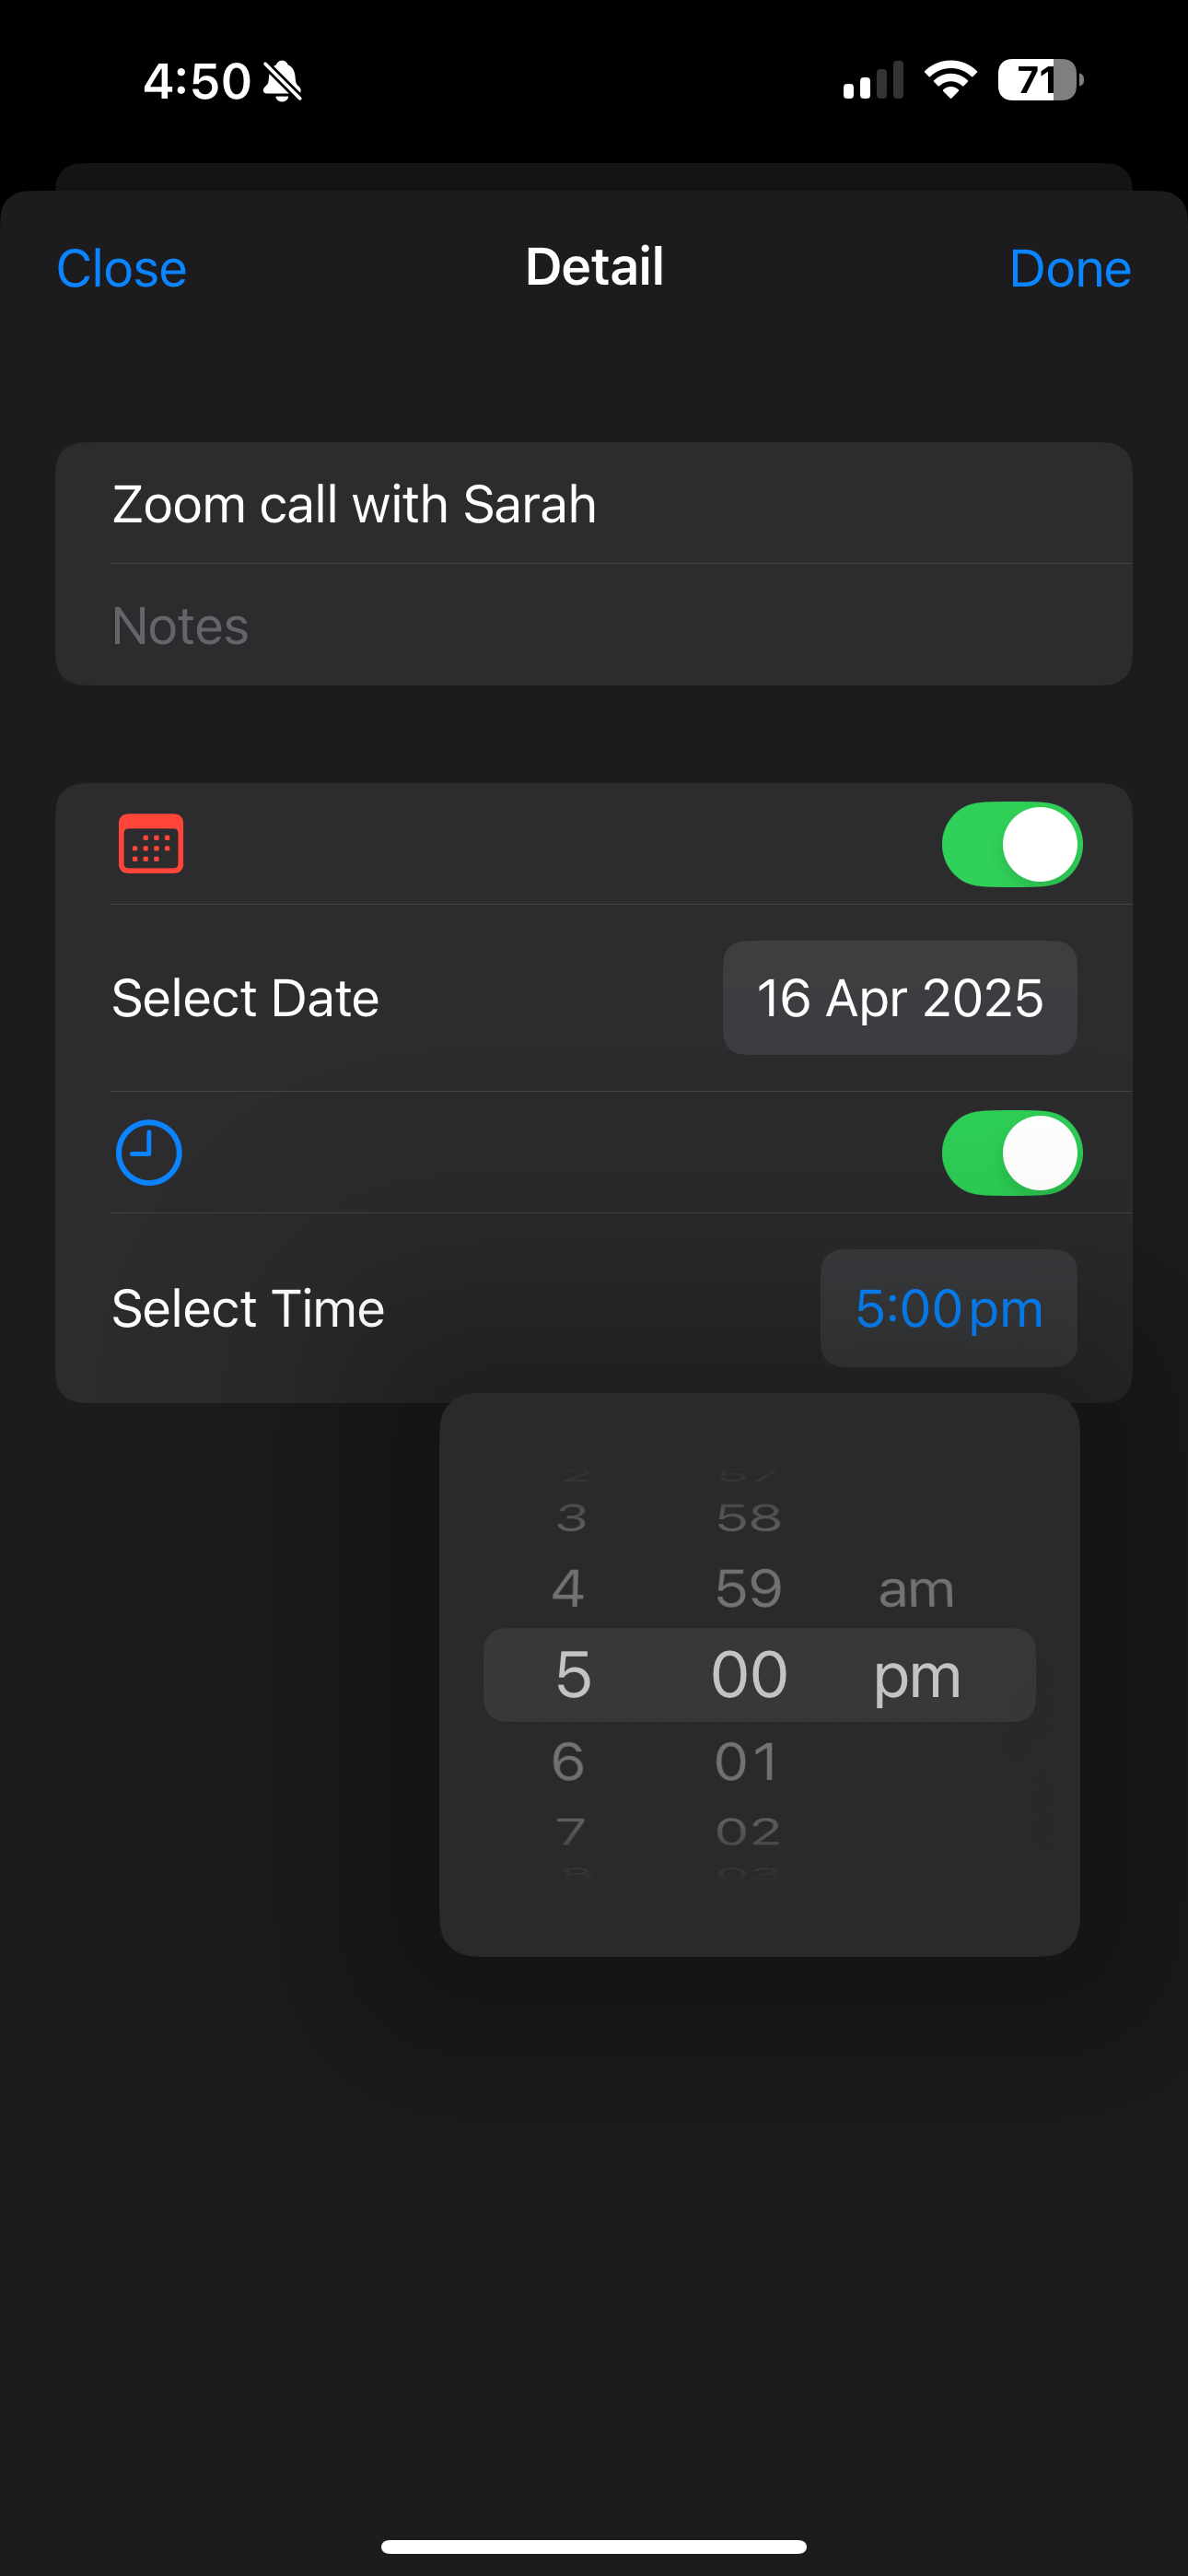 4:50
71
Close Detail Done
Zoom call with Sarah
Notes
Select Date 16 Apr 2025
Select Time 5:00 pm
2 57
3 58
4 59 am
5 00 pm
6 01
7 02
8 03